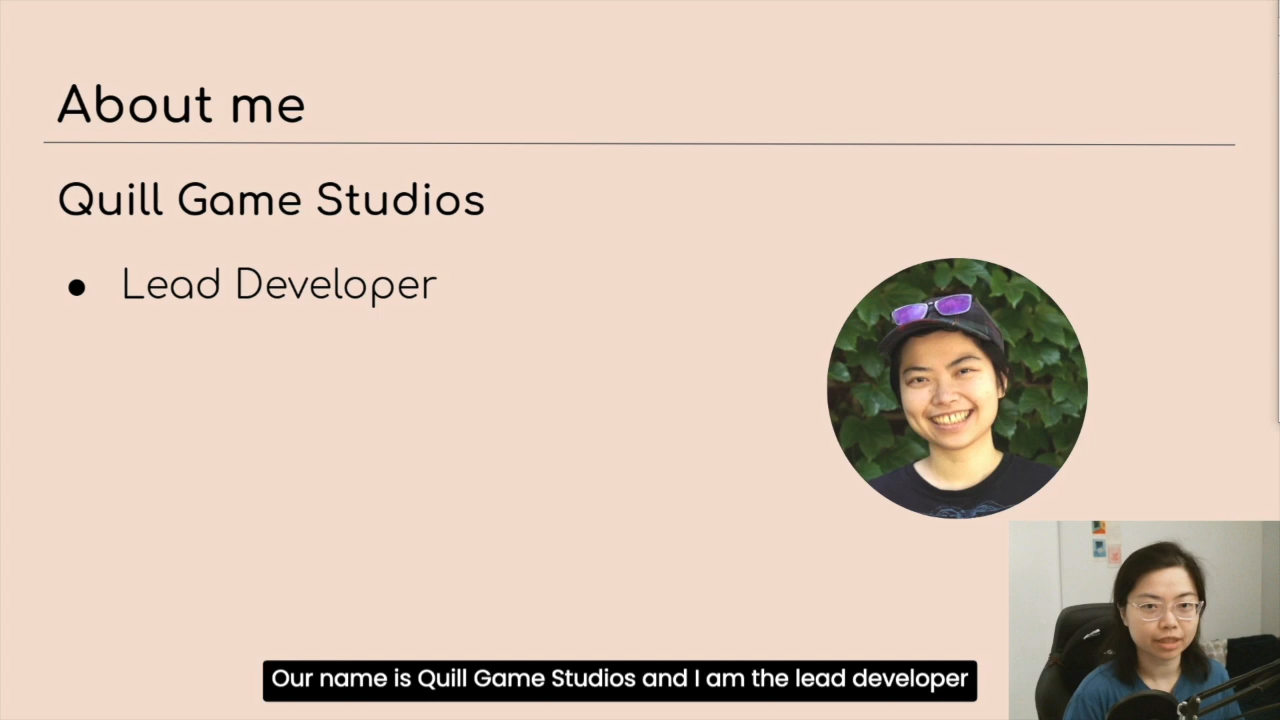 About me
Quill Game Studios
● Lead Developer
Our name is Quill Game Studios and I am the lead developer